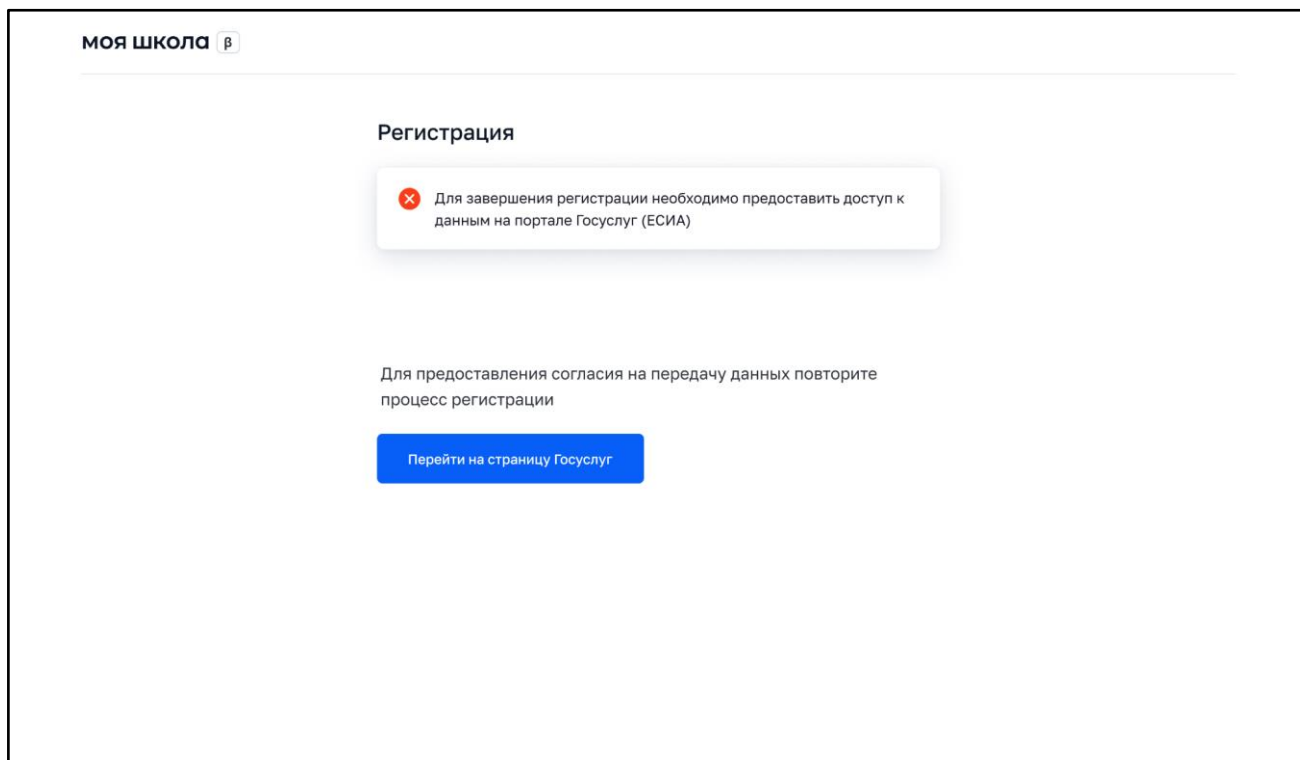 моя школа β
Регистрация
Для завершения регистрации необходимо предоставить доступ к
данным на портале Госуслуг (ЕСИА)
Для предоставления согласия на передачу данных повторите
процесс регистрации
Перейти на страницу Госуслуг